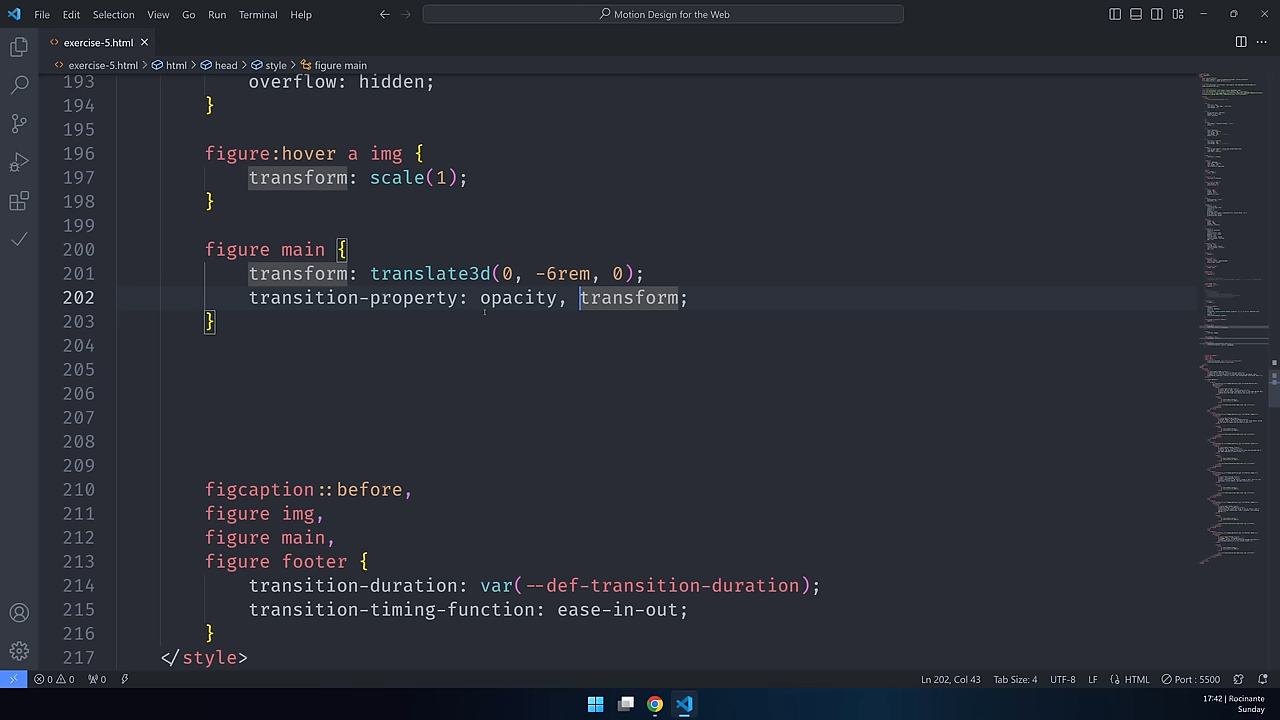 File Edit Selection View Go Run Terminal Help
Motion Design for the Web
exercise-5.html
exercise-5.html > html > head > style > figure main
193 overflow: hidden;
194 }
195
196 figure:hover a img {
197 transform: scale(1);
198 }
199
200 figure main {
201 transform: translate3d(0, -6rem, 0);
202 transition-property: opacity, transform;
203 }
204
205
206
207
208
209
210 figcaption::before,
211 figure img,
212 figure main,
213 figure footer {
214 transition-duration: var(--def-transition-duration);
215 transition-timing-function: ease-in-out;
216 }
217 </style>
0 0 0 Ln 202, Col 43 Tab Size: 4 UTF-8 LF HTML Port : 5500
17:42 | Rocinante
Sunday